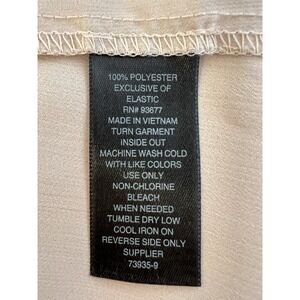 100% POLYESTER
EXCLUSIVE OF
ELASTIC
RN# 93677
MADE IN VIETNAM
TURN GARMENT
INSIDE OUT
MACHINE WASH COLD
WITH LIKE COLORS
USE ONLY
NON-CHLORINE
BLEACH
WHEN NEEDED
TUMBLE DRY LOW
COOL IRON ON
REVERSE SIDE ONLY
SUPPLIER
73935-9